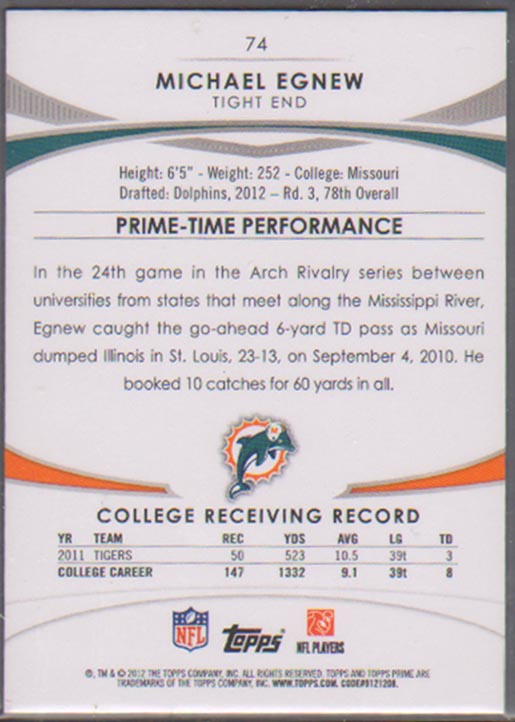 74
MICHAEL EGNEW
TIGHT END
Height: 6'5" - Weight: 252 - College: Missouri
Drafted: Dolphins, 2012 – Rd. 3, 78th Overall
PRIME-TIME PERFORMANCE
In the 24th game in the Arch Rivalry series between
universities from states that meet along the Mississippi River,
Egnew caught the go-ahead 6-yard TD pass as Missouri
dumped Illinois in St. Louis, 23-13, on September 4, 2010. He
booked 10 catches for 60 yards in all.
M
COLLEGE RECEIVING RECORD
YR TEAM REC YDS AVG LG TD
2011 TIGERS 50 523 10.5 39t 3
COLLEGE CAREER 147 1332 9.1 39t 8
NFL Topps NFL PLAYERS
®, TM & © 2012 THE TOPPS COMPANY, INC. ALL RIGHTS RESERVED. TOPPS AND TOPPS PRIME ARE
TRADEMARKS OF THE TOPPS COMPANY, INC. WWW.TOPPS.COM. CODE#9121208.